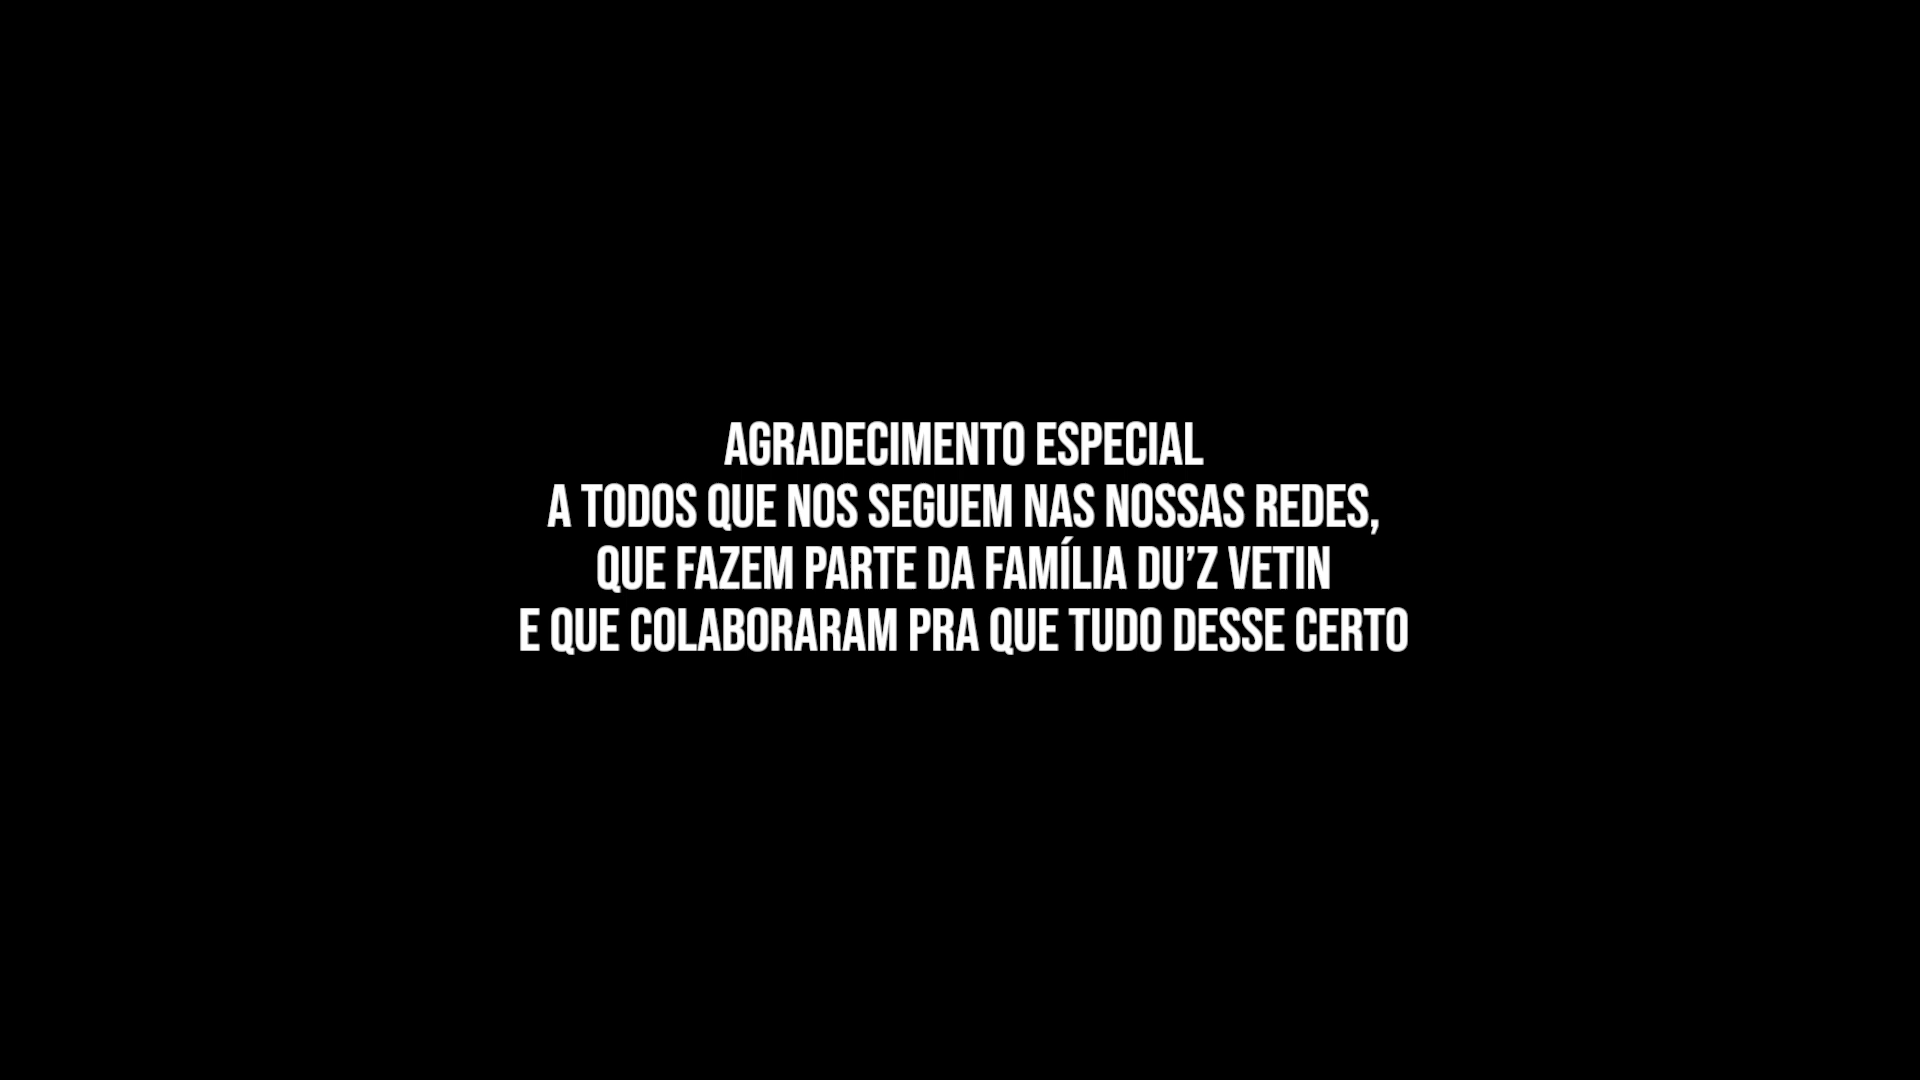 AGRADECIMENTO ESPECIAL
A TODOS QUE NOS SEGUEM NAS NOSSAS REDES,
QUE FAZEM PARTE DA FAMÍLIA DU’Z VETIN
E QUE COLABORARAM PRA QUE TUDO DESSE CERTO